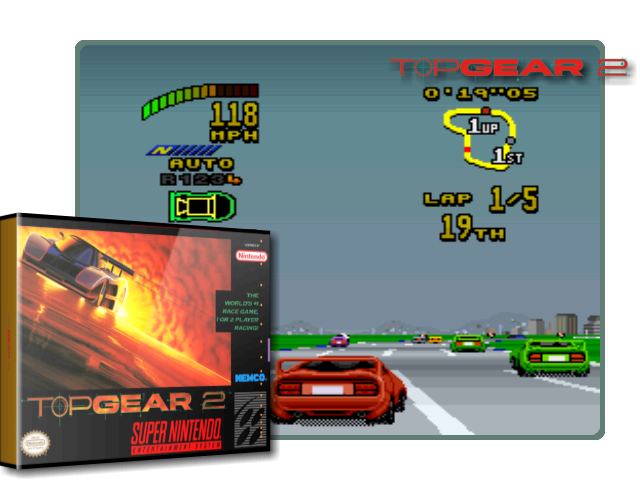 TOPGEAR 2
0'19"05
118
MPH
1UP
N
AUTO
1ST
R1234
LAP 1/5
19TH
Nintendo
THE
WORLD'S #1
RACE GAME,
1 OR 2 PLAYER
RACING!
KEMCO
TOPGEAR 2
SUPER NINTENDO
ENTERTAINMENT SYSTEM